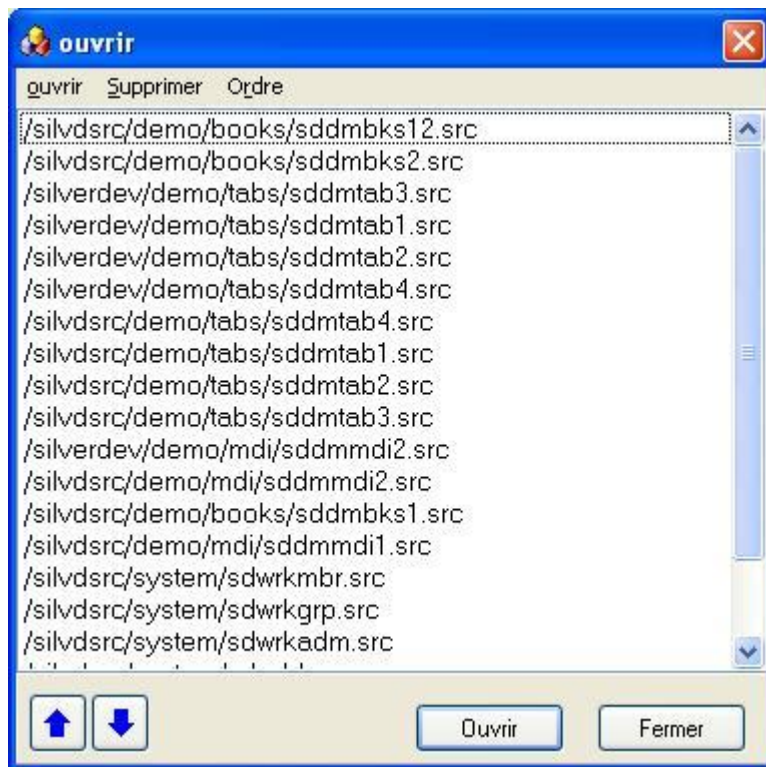 ouvrir
ouvrir Supprimer Ordre
/silvdsrc/demo/books/sddmbks12.src
/silvdsrc/demo/books/sddmbks2.src
/silverdev/demo/tabs/sddmtab3.src
/silverdev/demo/tabs/sddmtab1.src
/silverdev/demo/tabs/sddmtab2.src
/silverdev/demo/tabs/sddmtab4.src
/silvdsrc/demo/tabs/sddmtab4.src
/silvdsrc/demo/tabs/sddmtab1.src
/silvdsrc/demo/tabs/sddmtab2.src
/silvdsrc/demo/tabs/sddmtab3.src
/silverdev/demo/mdi/sddmmdi2.src
/silvdsrc/demo/mdi/sddmmdi2.src
/silvdsrc/demo/books/sddmbks1.src
/silvdsrc/demo/mdi/sddmmdi1.src
/silvdsrc/system/sdwrkmbr.src
/silvdsrc/system/sdwrkgrp.src
/silvdsrc/system/sdwrkadm.src
Ouvrir Fermer